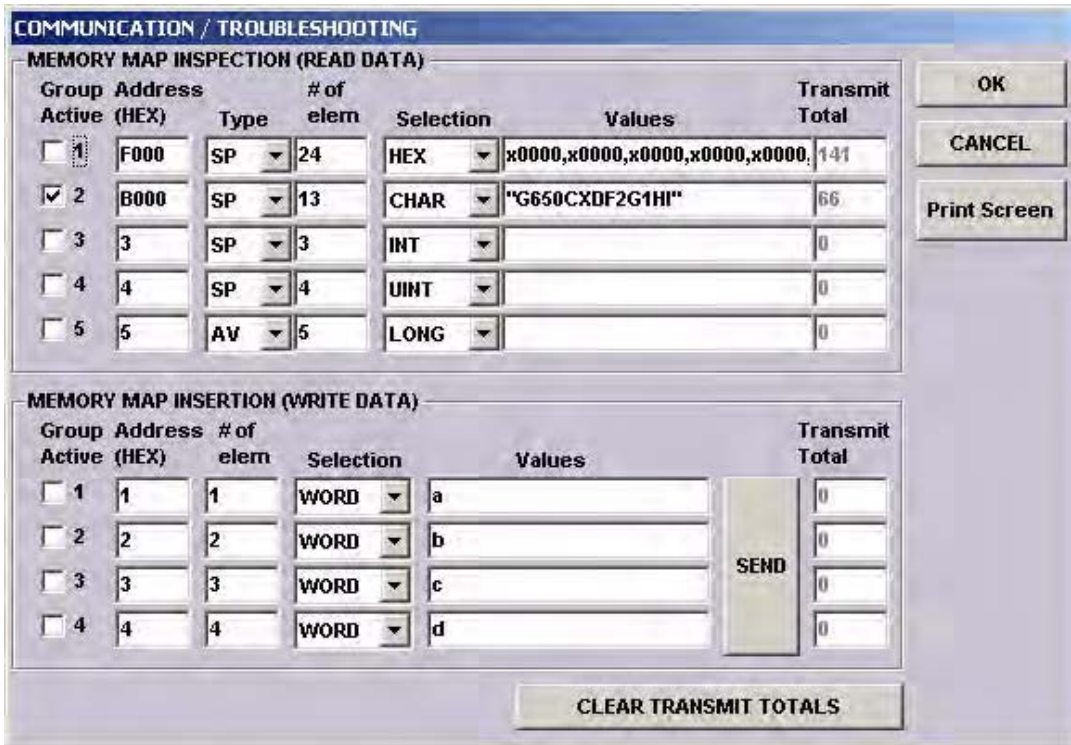 COMMUNICATION / TROUBLESHOOTING
MEMORY MAP INSPECTION (READ DATA)
Group Address # of Transmit
Active (HEX) Type elem Selection Values Total
1 F000 SP 24 HEX x0000,x0000,x0000,x0000,x0000, 141
2 B000 SP 13 CHAR "G650CXDF2G1HI" 66
3 3 SP 3 INT 0
4 4 SP 4 UINT 0
5 5 AV 5 LONG 0
OK
CANCEL
Print Screen
MEMORY MAP INSERTION (WRITE DATA)
Group Address # of Transmit
Active (HEX) elem Selection Values Total
1 1 1 WORD a 0
2 2 2 WORD b 0
3 3 3 WORD c 0
4 4 4 WORD d 0
SEND
CLEAR TRANSMIT TOTALS